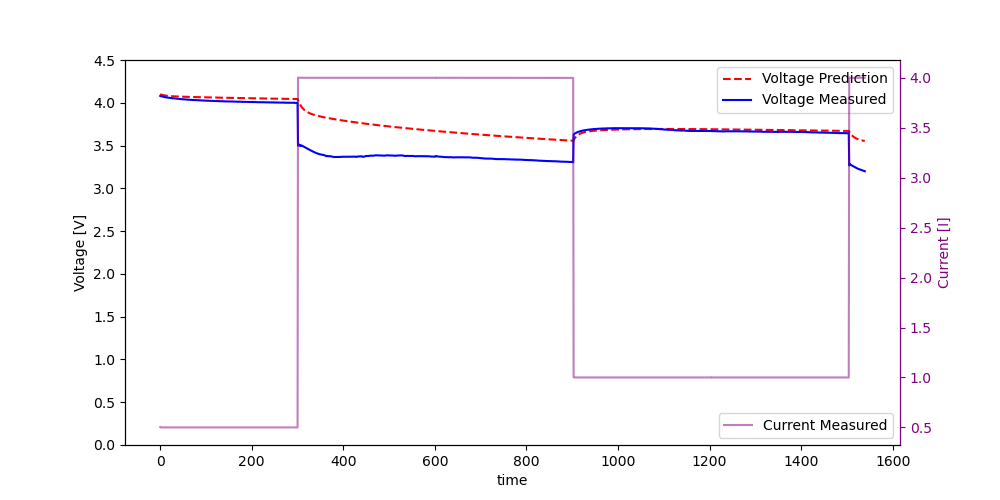 Voltage Prediction
Voltage Measured
Current Measured
Voltage [V]
4.5
4.0
3.5
3.0
2.5
2.0
1.5
1.0
0.5
0.0
4.0
3.5
3.0
2.5
2.0
1.5
1.0
0.5
Current [I]
0 200 400 600 800 1000 1200 1400 1600
time